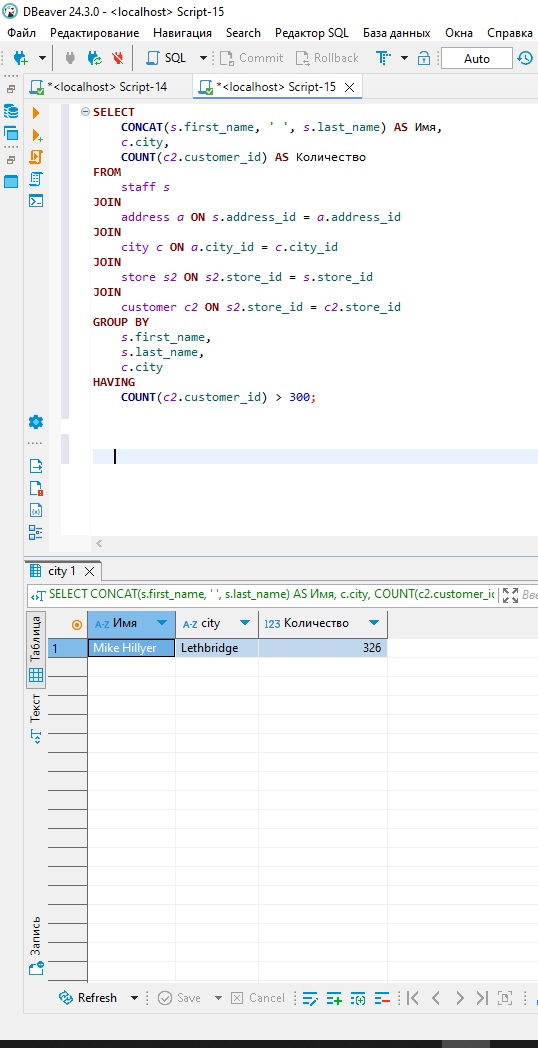 DBeaver 24.3.0 - <localhost> Script-15
Файл Редактирование Навигация Search Редактор SQL База данных Окна Справка
SQL Commit Rollback T Auto
*<localhost> Script-14 *<localhost> Script-15
SELECT
CONCAT(s.first_name, ' ', s.last_name) AS Имя,
c.city,
COUNT(c2.customer_id) AS Количество
FROM
staff s
JOIN
address a ON s.address_id = a.address_id
JOIN
city c ON a.city_id = c.city_id
JOIN
store s2 ON s2.store_id = s.store_id
JOIN
customer c2 ON s2.store_id = c2.store_id
GROUP BY
s.first_name,
s.last_name,
c.city
HAVING
COUNT(c2.customer_id) > 300;
city 1
SELECT CONCAT(s.first_name, ' ', s.last_name) AS Имя, c.city, COUNT(c2.customer_id
Таблица
Текст
Запись
A-Z Имя A-Z city 123 Количество
1 Mike Hillyer Lethbridge 326
Refresh Save Cancel